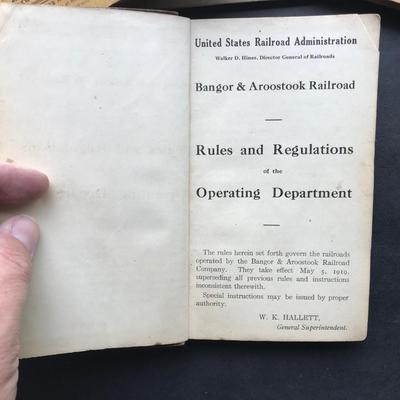 United States Railroad Administration
Walker D. Hines, Director General of Railroads
Bangor & Aroostook Railroad
Rules and Regulations
of the
Operating Department
The rules herein set forth govern the railroads
operated by the Bangor & Aroostook Railroad
Company. They take effect May 5, 1919,
superseding all previous rules and instructions
inconsistent therewith.
Special instructions may be issued by proper
authority.
W. K. HALLETT,
General Superintendent.